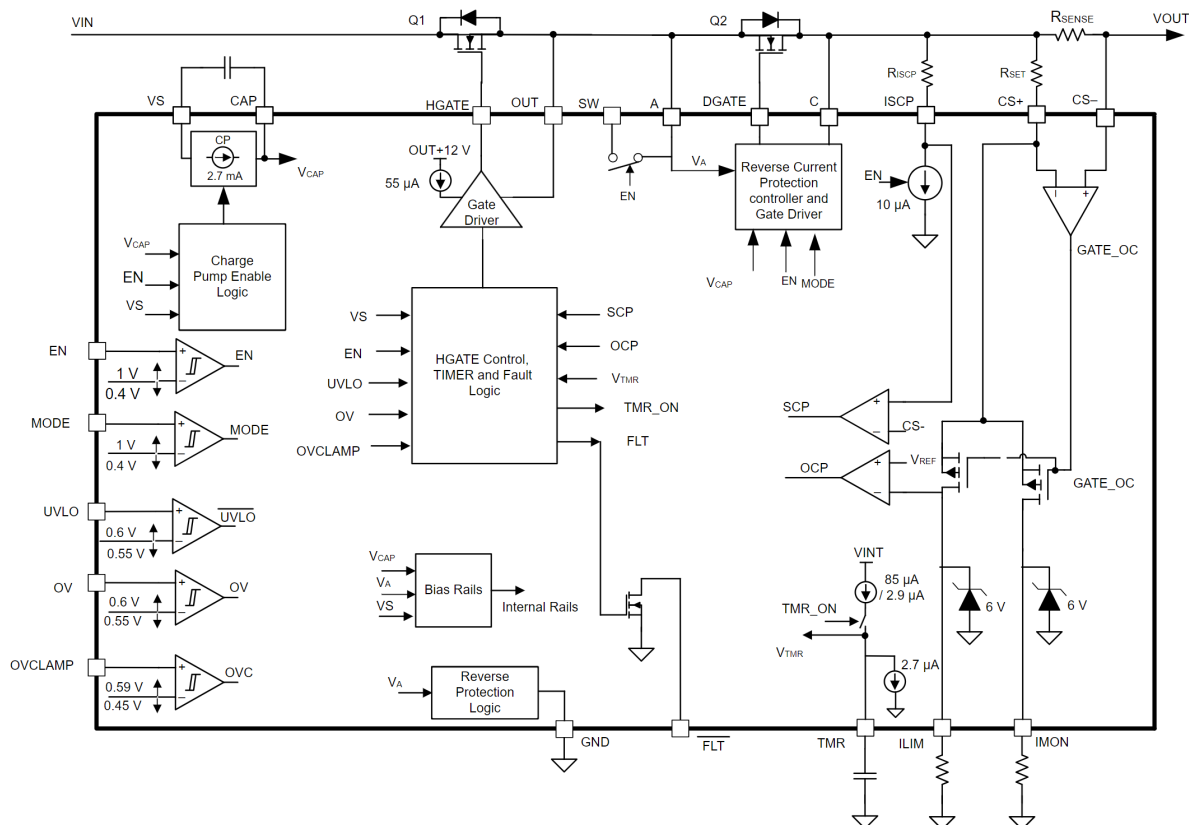 VIN
Q1
Q2
RSENSE
VOUT
RISCP
RSET
VS
CAP
HGATE
OUT
SW
A
DGATE
C
ISCP
CS+
CS–
CP
2.7 mA
VCAP
OUT+12 V
55 µA
Gate
Driver
EN
VA
Reverse Current
Protection
controller and
Gate Driver
EN
10 µA
GATE_OC
–
+
VCAP
EN
MODE
VCAP
EN
VS
Charge
Pump Enable
Logic
VS
EN
UVLO
OV
OVCLAMP
HGATE Control,
TIMER and Fault
Logic
SCP
OCP
VTMR
TMR_ON
FLT
EN
+
–
1 V
0.4 V
EN
MODE
+
–
1 V
0.4 V
MODE
UVLO
+
–
0.6 V
0.55 V
UVLO
OV
+
–
0.6 V
0.55 V
OV
OVCLAMP
+
–
0.59 V
0.45 V
OVC
SCP
+
–
CS-
OCP
+
–
VREF
GATE_OC
VCAP
VA
VS
Bias Rails
Internal Rails
VINT
85 µA
/ 2.9 µA
TMR_ON
VTMR
2.7 µA
6 V
6 V
VA
Reverse
Protection
Logic
GND
FLT
TMR
ILIM
IMON